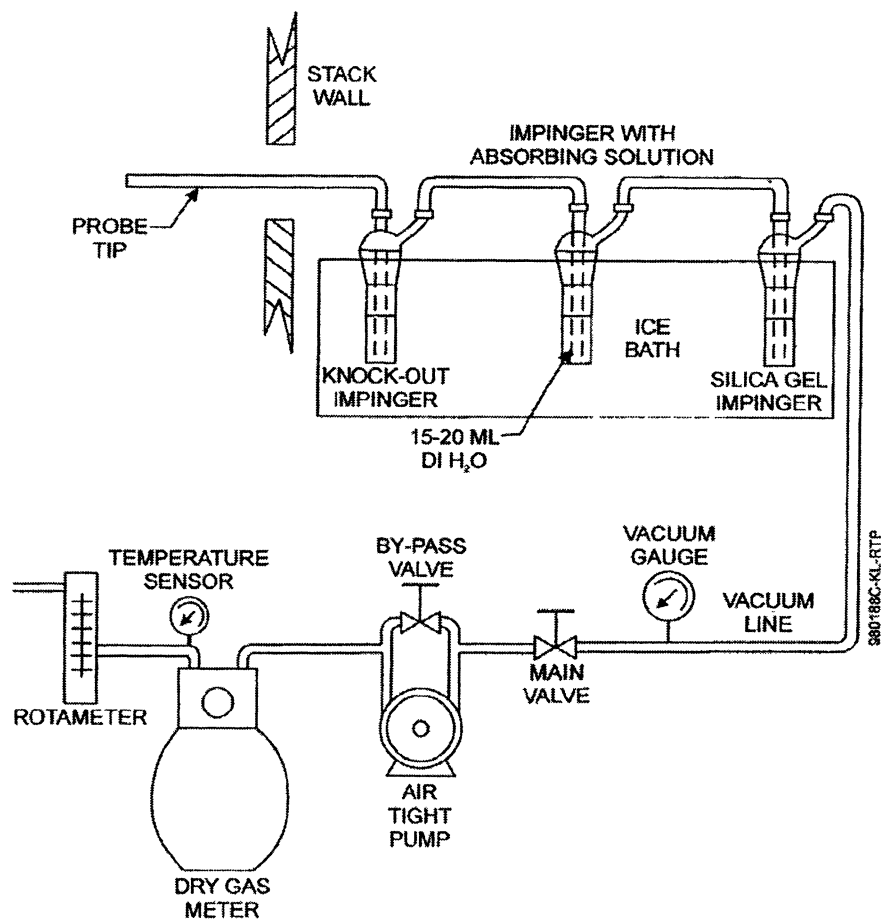 STACK
WALL
IMPINGER WITH
ABSORBING SOLUTION
PROBE
TIP
ICE
BATH
KNOCK-OUT
IMPINGER
SILICA GEL
IMPINGER
15-20 ML
DI H₂O
TEMPERATURE
SENSOR
BY-PASS
VALVE
VACUUM
GAUGE
VACUUM
LINE
MAIN
VALVE
ROTAMETER
AIR
TIGHT
PUMP
DRY GAS
METER
980188C-KL-RTP